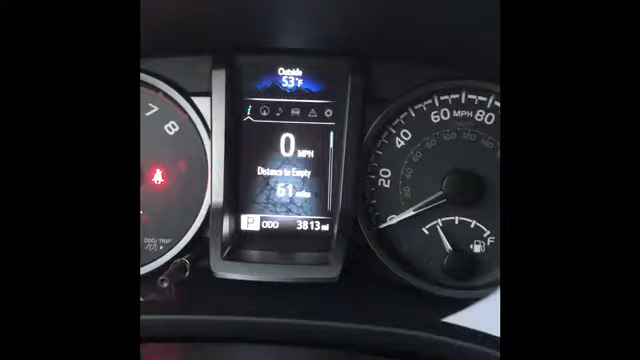 Outside
53°F
0 MPH
Distance to Empty
61 miles
P ODO 3813 mi
7
8
ODO/TRIP
20
40
60
MPH
80
0
F